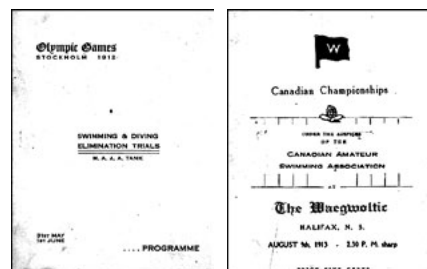 Olympic Games
STOCKHOLM 1912
SWIMMING & DIVING
ELIMINATION TRIALS
M. A. A. A. TANK
31st MAY
1st JUNE
.... PROGRAMME
W
Canadian Championships
UNDER THE AUSPICES
OF THE
CANADIAN AMATEUR
SWIMMING ASSOCIATION
AT
The Waegwoltic
HALIFAX, N. S.
AUGUST 9th, 1913 - 2.30 P. M. sharp